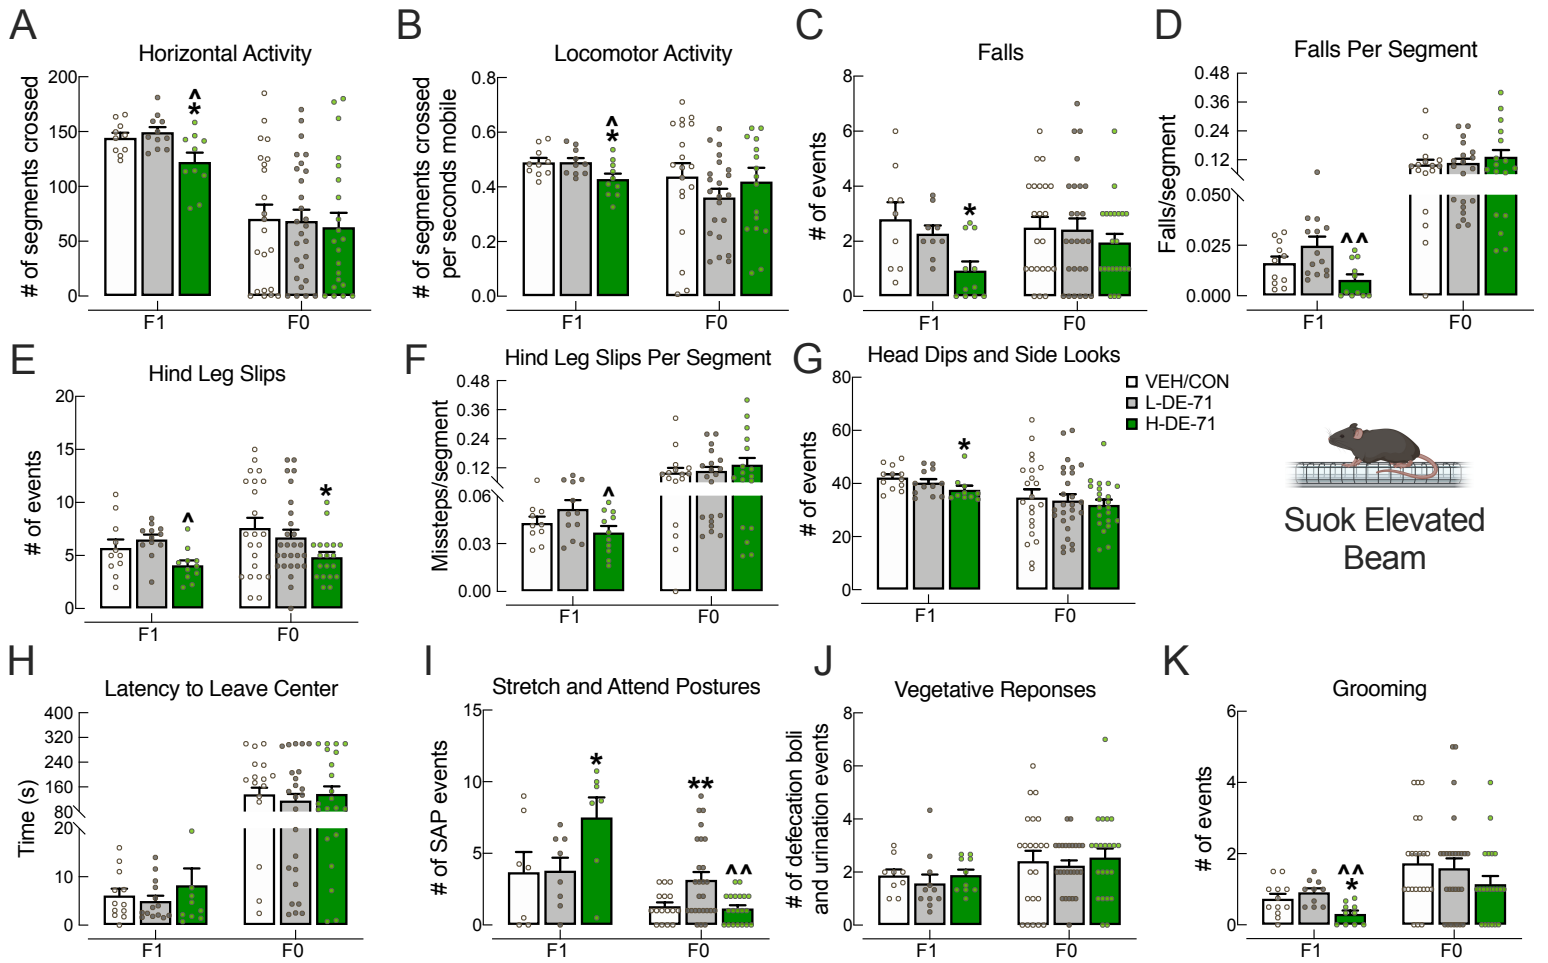 A
Horizontal Activity
# of segments crossed
200
150
100
50
0
^
*
F1
F0
B
Locomotor Activity
# of segments crossed
per seconds mobile
0.8
0.6
0.4
0.2
0.0
^
*
F1
F0
C
Falls
# of events
8
6
4
2
0
*
F1
F0
D
Falls Per Segment
Falls/segment
0.48
0.36
0.24
0.12
0.050
0.025
0.000
^^
F1
F0
E
Hind Leg Slips
# of events
20
15
10
5
0
^
*
F1
F0
F
Hind Leg Slips Per Segment
Missteps/segment
0.48
0.36
0.24
0.12
0.06
0.03
0.00
^
F1
F0
G
Head Dips and Side Looks
# of events
80
60
40
20
0
*
F1
F0
VEH/CON
L-DE-71
H-DE-71
Suok Elevated
Beam
H
Latency to Leave Center
Time (s)
400
320
240
160
80
20
10
0
^
F1
F0
I
Stretch and Attend Postures
# of SAP events
15
10
5
0
*
**
^^
F1
F0
J
Vegetative Reponses
# of defecation boli
and urination events
8
6
4
2
0
F1
F0
K
Grooming
# of events
6
4
2
0
^^
*
F1
F0